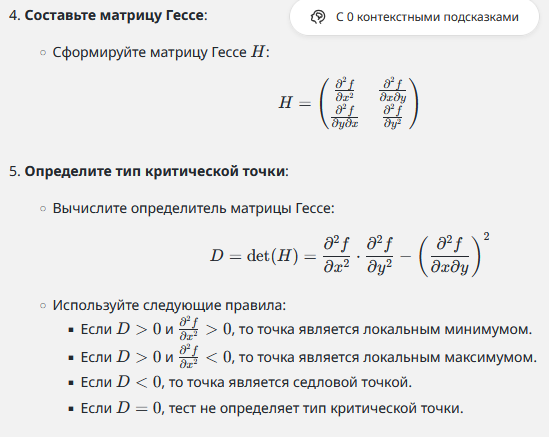 С 0 контекстными подсказками
4. Составьте матрицу Гессе:
◦ Сформируйте матрицу Гессе H:
H = \begin{pmatrix} \frac{\partial^2 f}{\partial x^2} & \frac{\partial^2 f}{\partial x \partial y} \\ \frac{\partial^2 f}{\partial y \partial x} & \frac{\partial^2 f}{\partial y^2} \end{pmatrix}
5. Определите тип критической точки:
◦ Вычислите определитель матрицы Гессе:
D = \det(H) = \frac{\partial^2 f}{\partial x^2} \cdot \frac{\partial^2 f}{\partial y^2} - \left( \frac{\partial^2 f}{\partial x \partial y} \right)^2
◦ Используйте следующие правила:
▪ Если D > 0 и \frac{\partial^2 f}{\partial x^2} > 0, то точка является локальным минимумом.
▪ Если D > 0 и \frac{\partial^2 f}{\partial x^2} < 0, то точка является локальным максимумом.
▪ Если D < 0, то точка является седловой точкой.
▪ Если D = 0, тест не определяет тип критической точки.